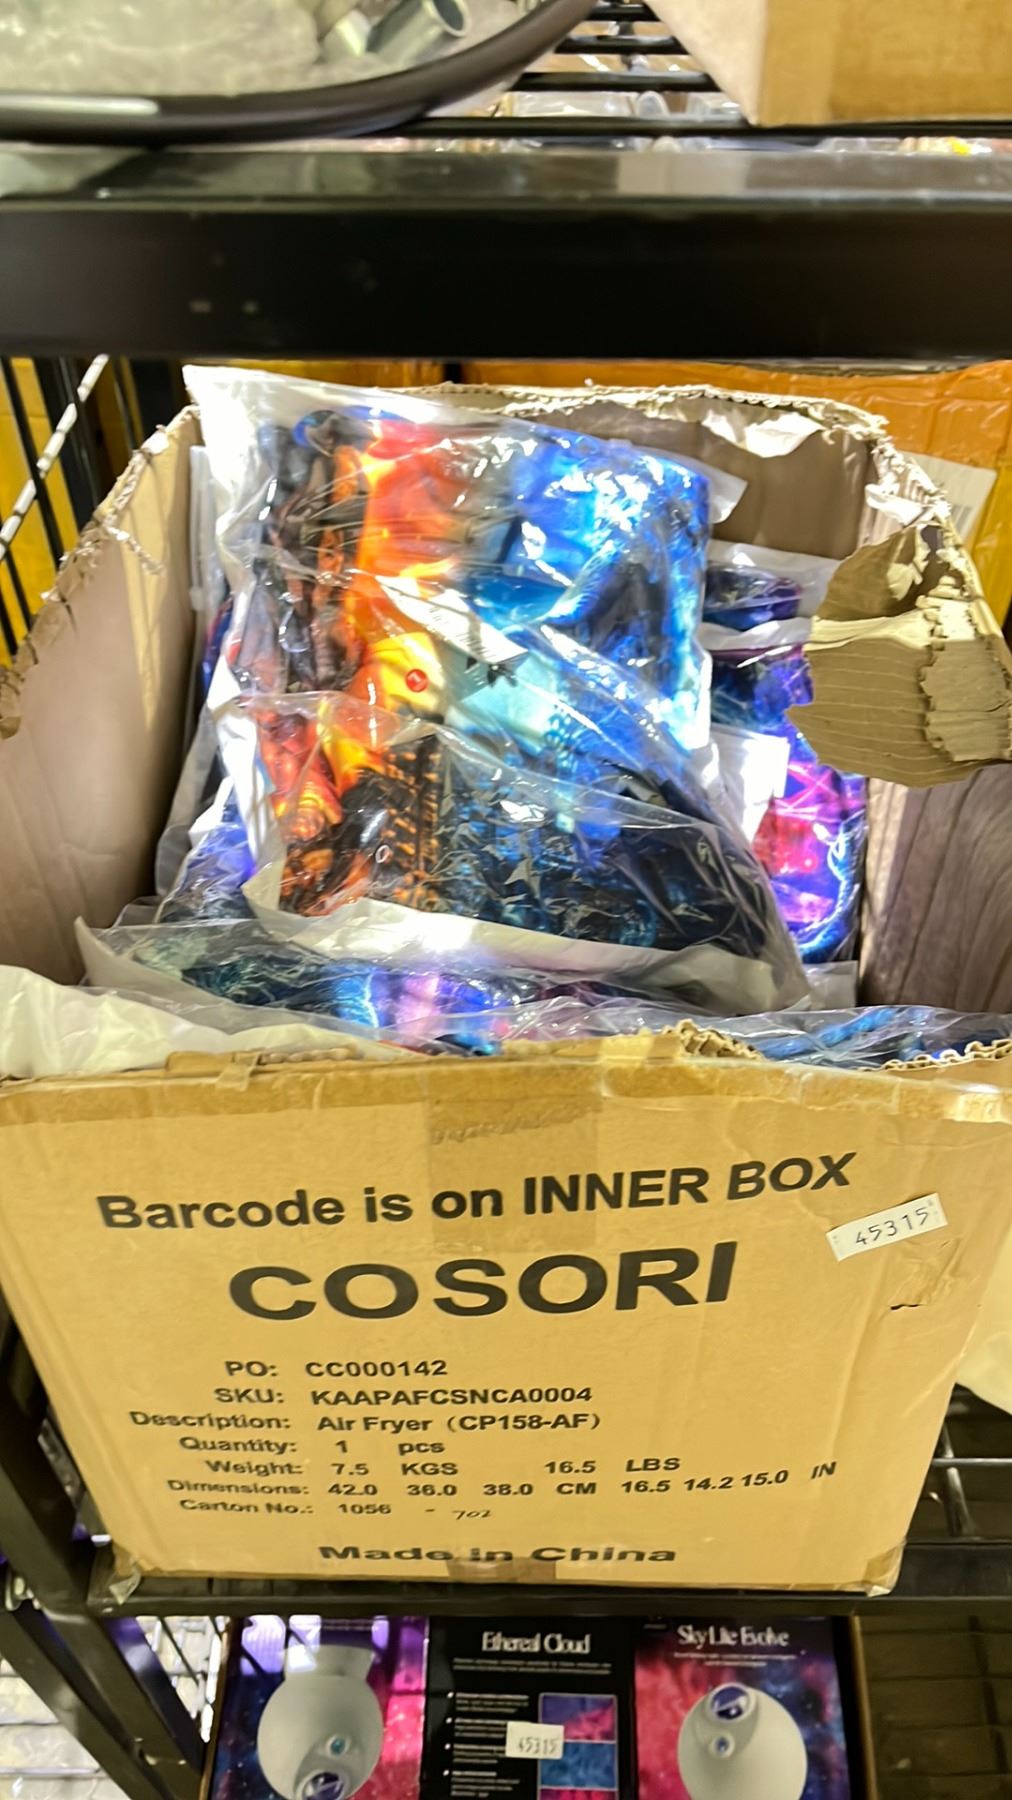 Barcode is on INNER BOX
45315
COSORI
PO: CC000142
SKU: KAAPAFCSNCA0004
Description: Air Fryer (CP158-AF)
Quantity: 1 pcs
Weight: 7.5 KGS 16.5 LBS
Dimensions: 42.0 36.0 38.0 CM 16.5 14.2 15.0 IN
Carton No.: 1056 - 702
Made in China
Ethereal Cloud
Sky Lite Evolve
45315